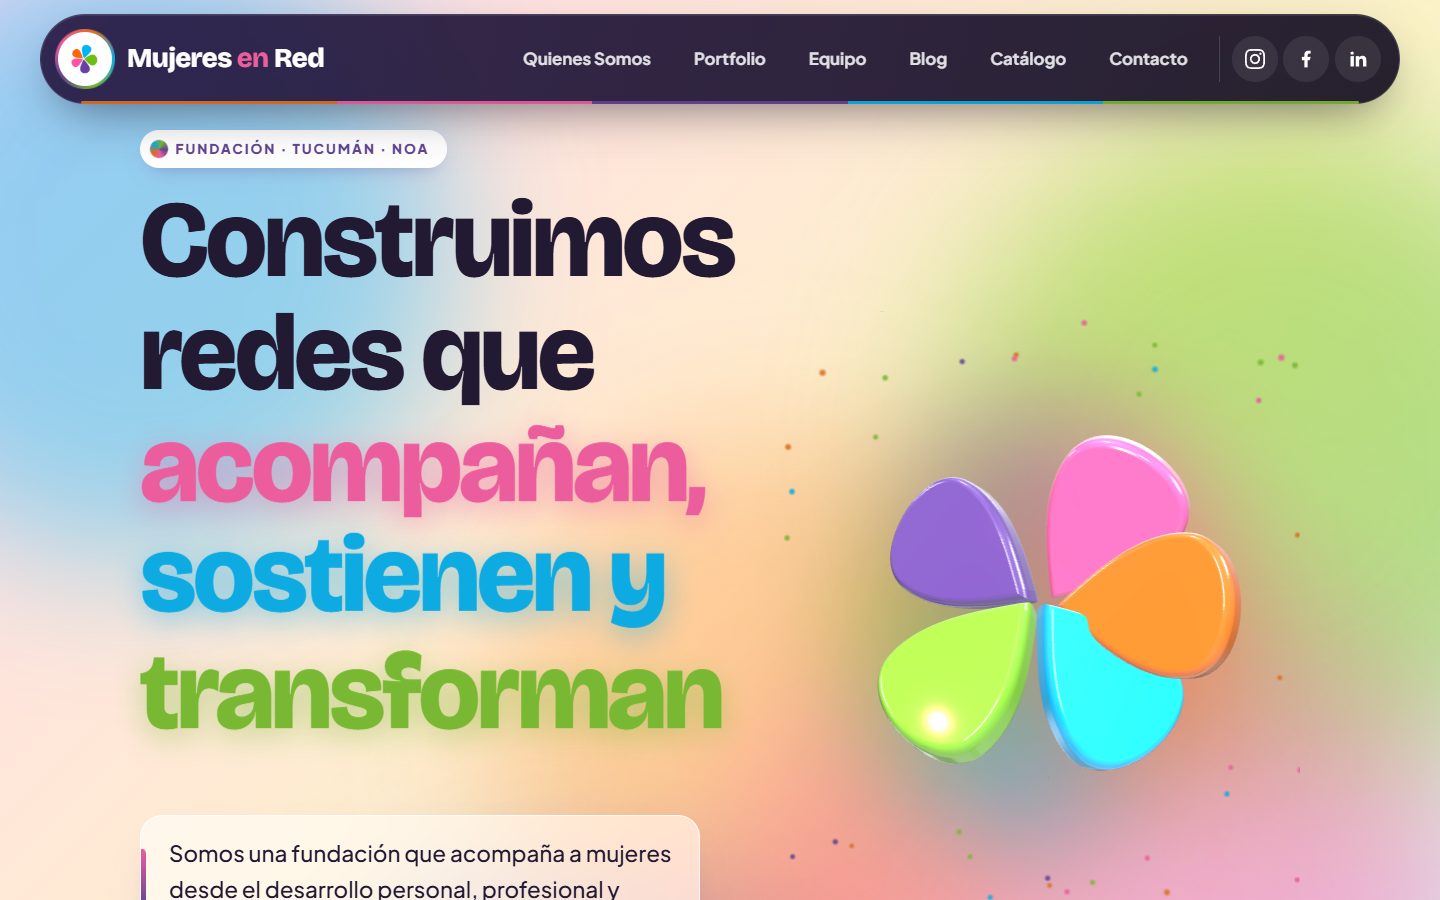 Mujeres en Red
Quienes Somos
Portfolio
Equipo
Blog
Catálogo
Contacto
FUNDACIÓN · TUCUMÁN · NOA
Construimos
redes que
acompañan,
sostienen y
transforman
Somos una fundación que acompaña a mujeres
desde el desarrollo personal, profesional y